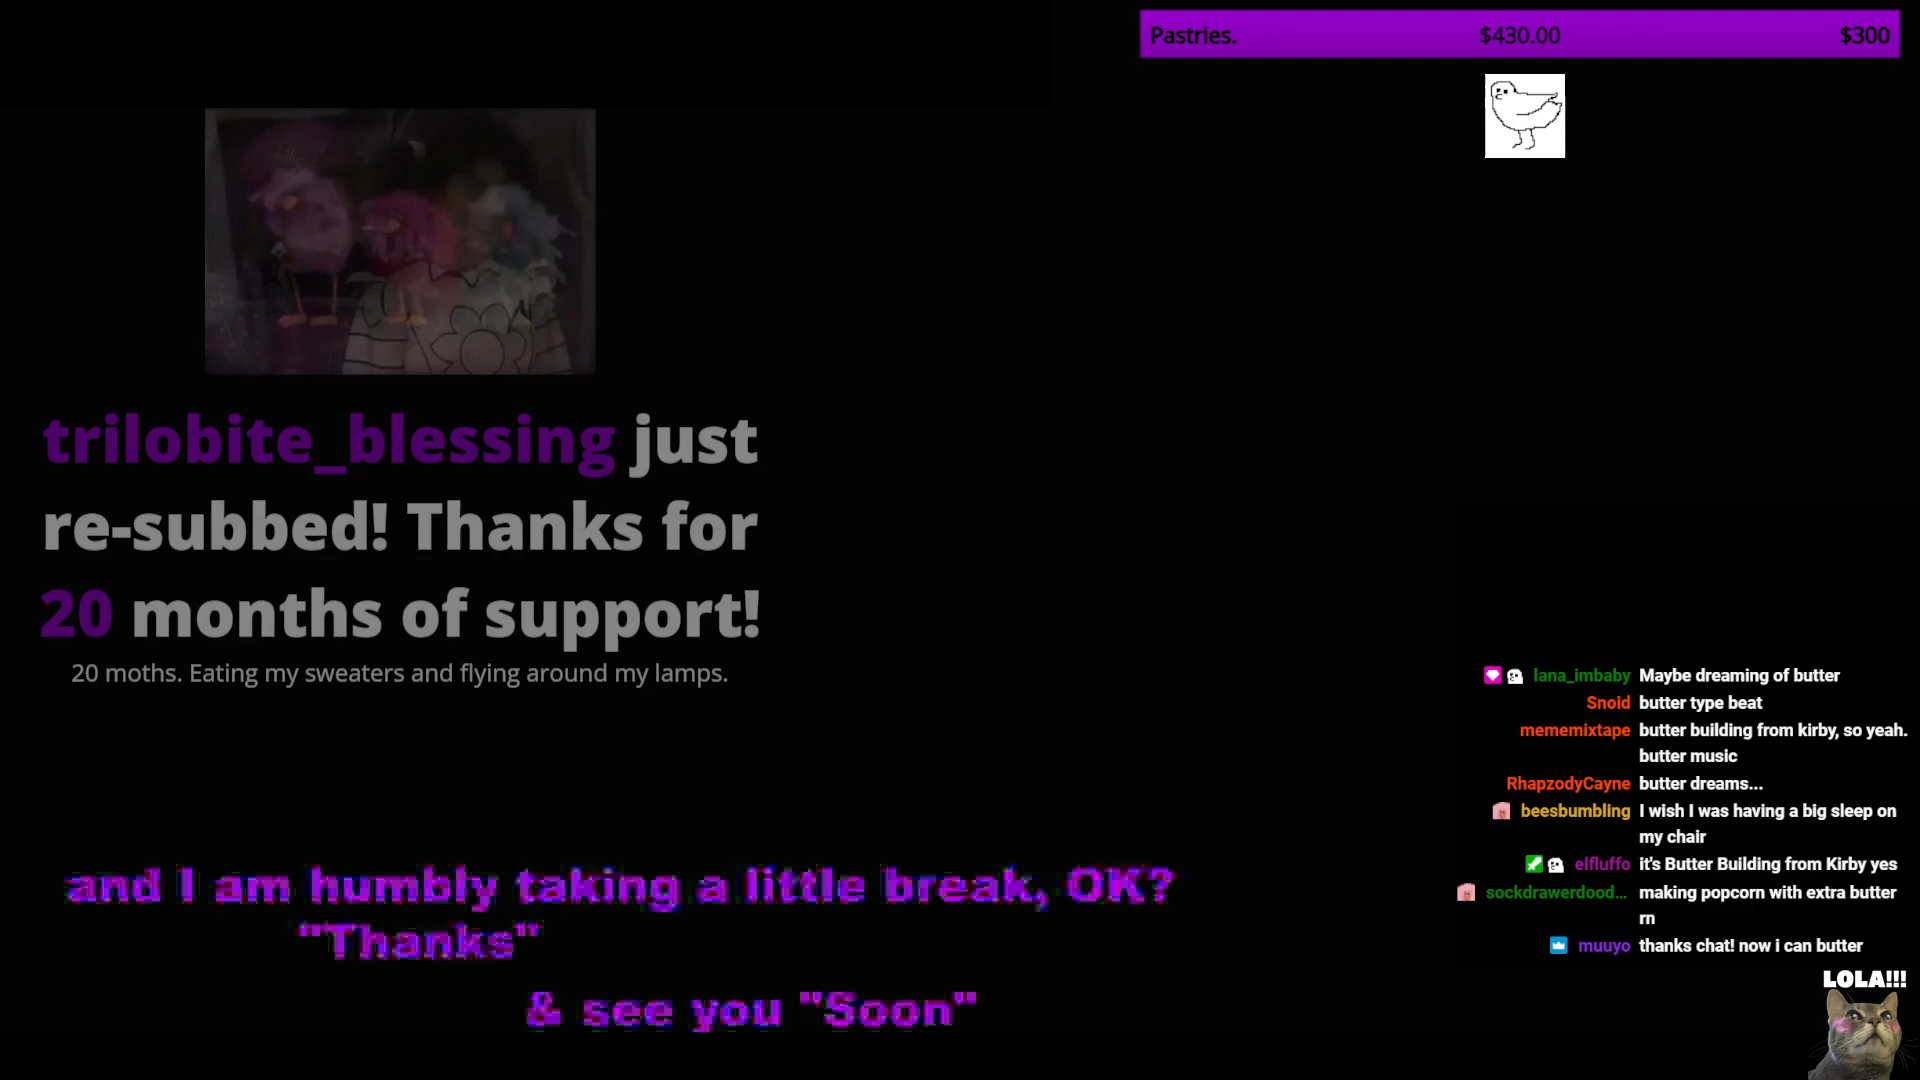 Pastries. $430.00 $300
trilobite_blessing just
re-subbed! Thanks for
20 months of support!
20 moths. Eating my sweaters and flying around my lamps.
lana_imbaby Maybe dreaming of butter
Snoid butter type beat
mememixtape butter building from kirby, so yeah.
butter music
RhapzodyCayne butter dreams...
beesbumbling I wish I was having a big sleep on
my chair
elfluffo it's Butter Building from Kirby yes
sockdrawerdood... making popcorn with extra butter
rn
muuyo thanks chat! now i can butter
and I am humbly taking a little break, OK?
"Thanks"
& see you "Soon"
LOLA!!!